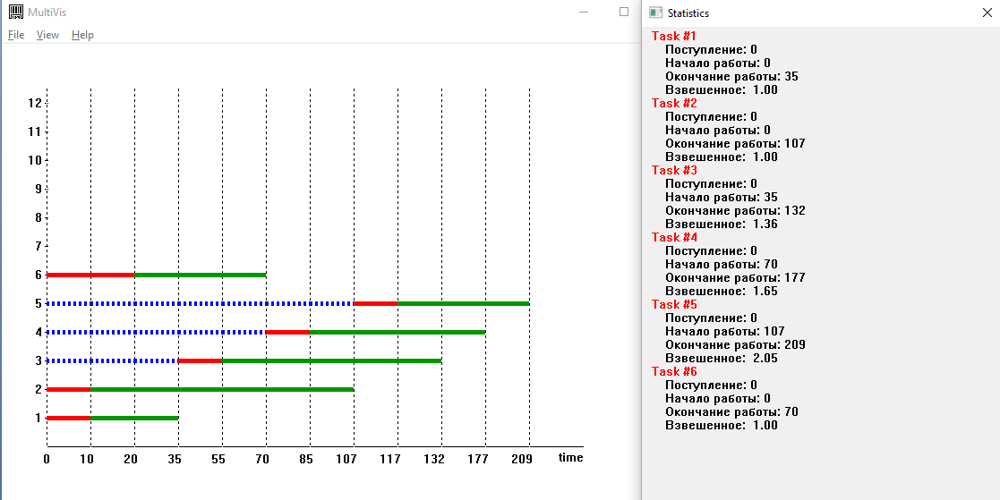 MultiVis
File View Help
12
11
10
9
8
7
6
5
4
3
2
1
0 10 20 35 55 70 85 107 117 132 177 209 time
Statistics
Task #1
Поступление: 0
Начало работы: 0
Окончание работы: 35
Взвешенное: 1.00
Task #2
Поступление: 0
Начало работы: 0
Окончание работы: 107
Взвешенное: 1.00
Task #3
Поступление: 0
Начало работы: 35
Окончание работы: 132
Взвешенное: 1.36
Task #4
Поступление: 0
Начало работы: 70
Окончание работы: 177
Взвешенное: 1.65
Task #5
Поступление: 0
Начало работы: 107
Окончание работы: 209
Взвешенное: 2.05
Task #6
Поступление: 0
Начало работы: 0
Окончание работы: 70
Взвешенное: 1.00